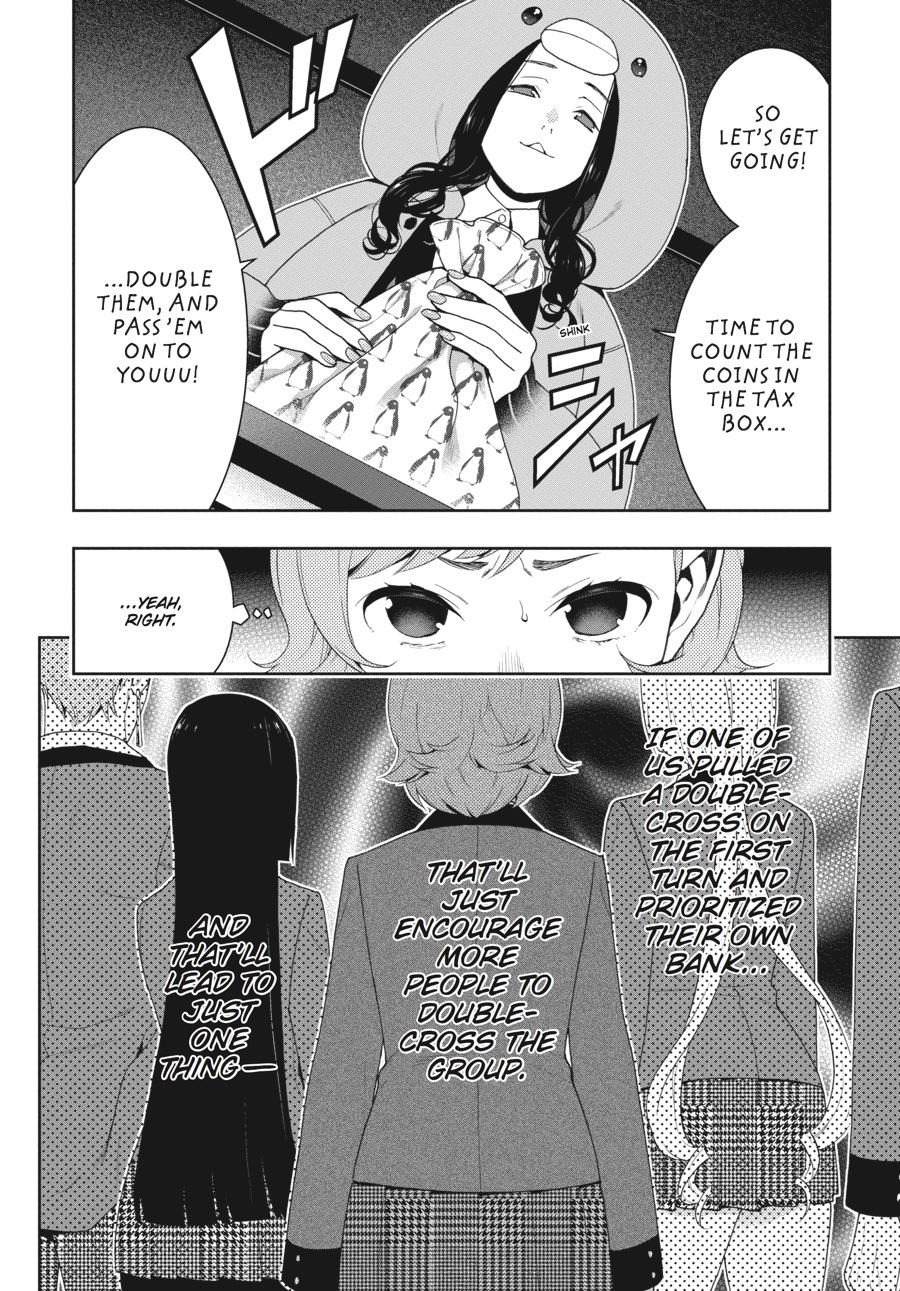 SO
LET'S GET
GOING!
TIME TO
COUNT THE
COINS IN
THE TAX
BOX...
SHINK
シャ
ド
...DOUBLE
THEM, AND
PASS 'EM
ON TO
YOUUU!
...YEAH,
RIGHT.
IF ONE OF
US PULLED
A DOUBLE-
CROSS ON
THE FIRST
TURN AND
PRIORITIZED
THEIR OWN
BANK...
THAT'LL
JUST
ENCOURAGE
MORE
PEOPLE TO
DOUBLE-
CROSS THE
GROUP.
AND
THAT'LL
LEAD TO
JUST
ONE
THING—